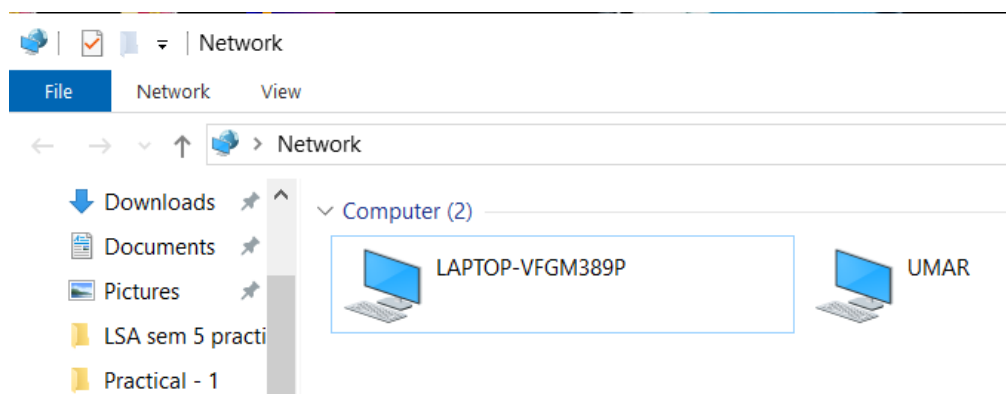 Network
File Network View
Network
Downloads
Documents
Pictures
LSA sem 5 practi
Practical - 1
Computer (2)
LAPTOP-VFGM389P
UMAR